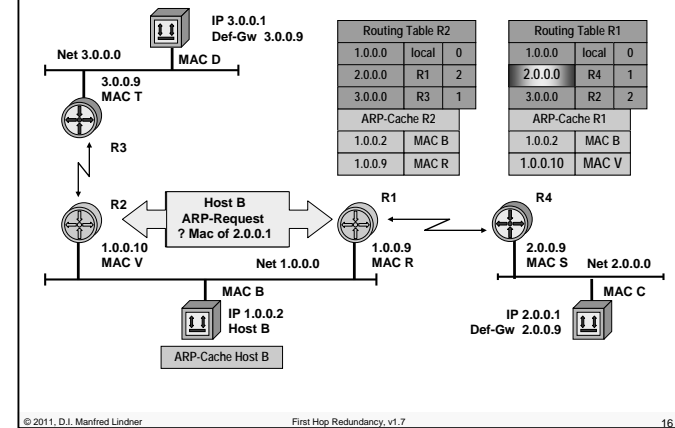 IP 3.0.0.1
Def-Gw 3.0.0.9
Net 3.0.0.0
MAC D
3.0.0.9
MAC T
R3
Routing Table R2
1.0.0.0 local 0
2.0.0.0 R1 2
3.0.0.0 R3 1
ARP-Cache R2
1.0.0.2 MAC B
1.0.0.9 MAC R
Routing Table R1
1.0.0.0 local 0
2.0.0.0 R4 1
3.0.0.0 R2 2
ARP-Cache R1
1.0.0.2 MAC B
1.0.0.10 MAC V
R2
Host B
ARP-Request
? Mac of 2.0.0.1
R1
R4
1.0.0.10
MAC V
Net 1.0.0.0
1.0.0.9
MAC R
2.0.0.9
MAC S
Net 2.0.0.0
MAC B
IP 1.0.0.2
Host B
ARP-Cache Host B
MAC C
IP 2.0.0.1
Def-Gw 2.0.0.9
© 2011, D.I. Manfred Lindner
First Hop Redundancy, v1.7
16